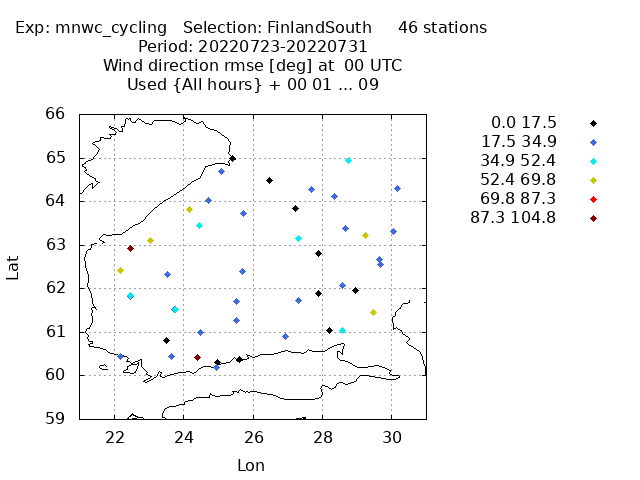 Exp: mnwc_cycling Selection: FinlandSouth 46 stations
Period: 20220723-20220731
Wind direction rmse [deg] at 00 UTC
Used {All hours} + 00 01 ... 09
0.0 17.5
17.5 34.9
34.9 52.4
52.4 69.8
69.8 87.3
87.3 104.8
66
65
64
63
62
61
60
59
Lat
22 24 26 28 30
Lon